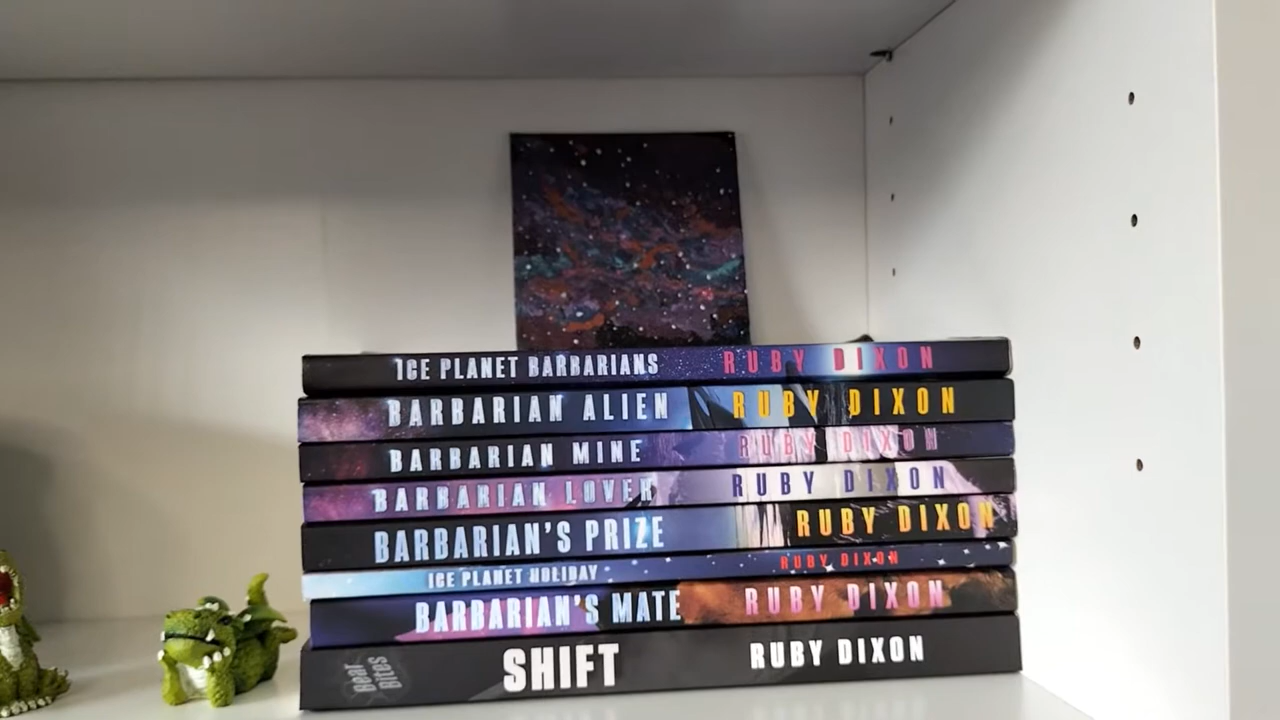 ICE PLANET BARBARIANS RUBY DIXON
BARBARIAN ALIEN RUBY DIXON
BARBARIAN MINE RUBY DIXON
BARBARIAN LOVER RUBY DIXON
BARBARIAN'S PRIZE RUBY DIXON
ICE PLANET HOLIDAY RUBY DIXON
BARBARIAN'S MATE RUBY DIXON
Bear Bites SHIFT RUBY DIXON